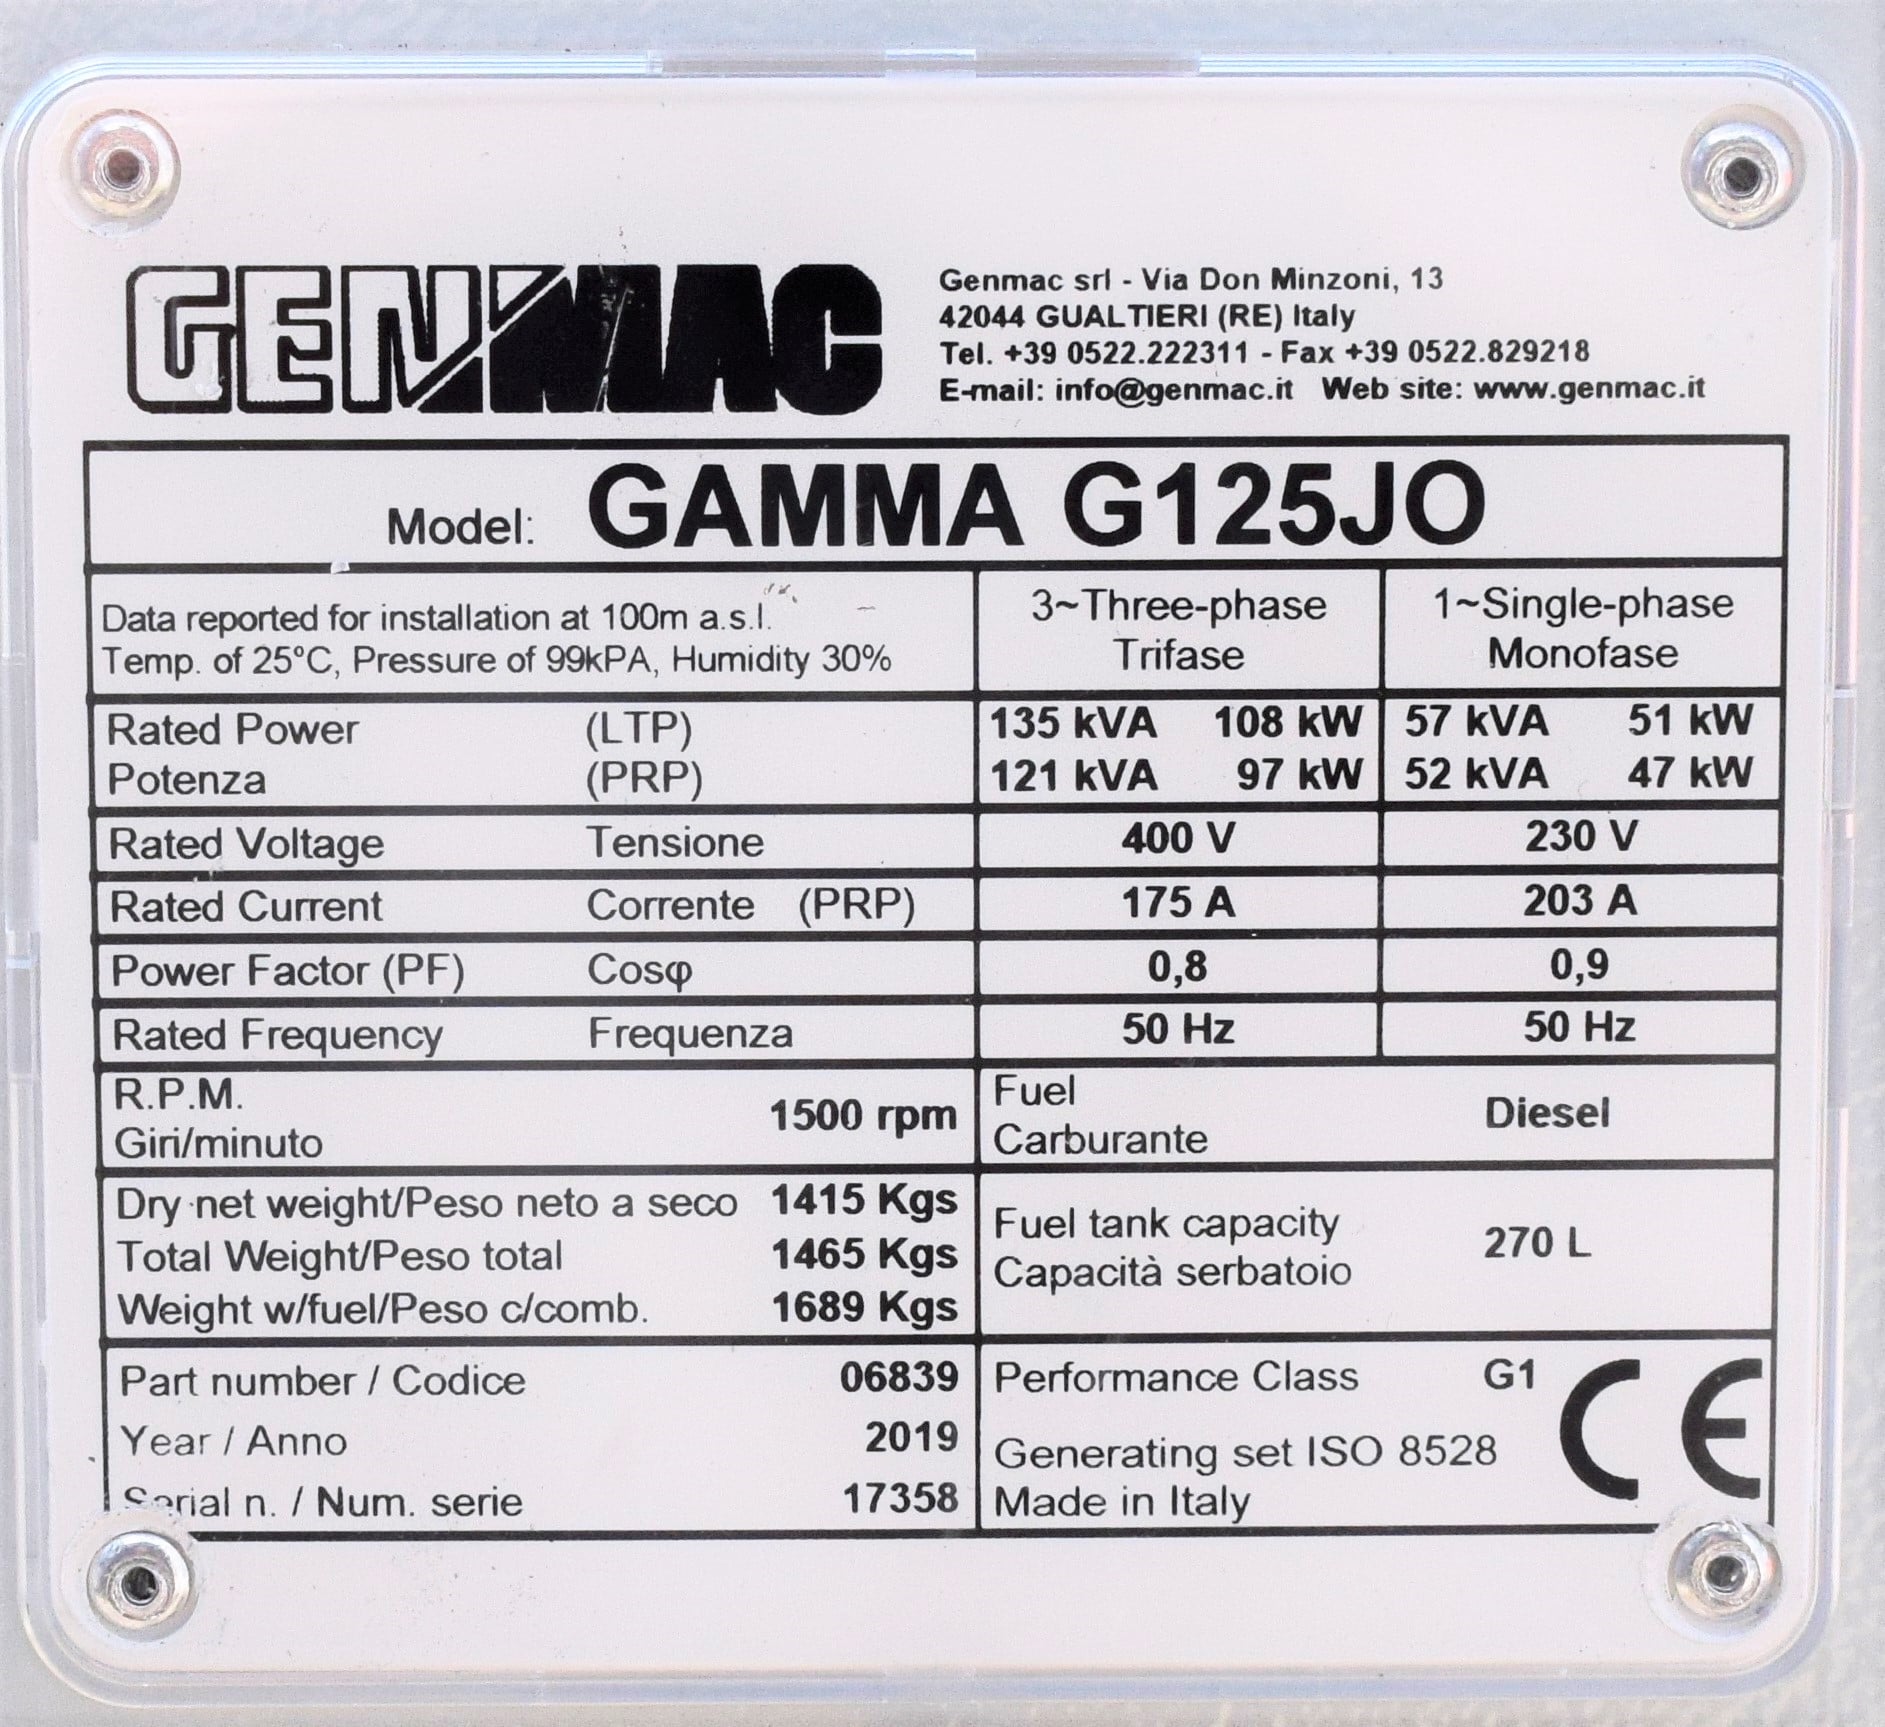 GENMAC
Genmac srl - Via Don Minzoni, 13
42044 GUALTIERI (RE) Italy
Tel. +39 0522.222311 - Fax +39 0522.829218
E-mail: info@genmac.it Web site: www.genmac.it
Model: GAMMA G125JO
Data reported for installation at 100m a.s.l.
Temp. of 25°C, Pressure of 99kPA, Humidity 30%
3~Three-phase
Trifase
1~Single-phase
Monofase
Rated Power (LTP) 135 kVA 108 kW 57 kVA 51 kW
Potenza (PRP) 121 kVA 97 kW 52 kVA 47 kW
Rated Voltage Tensione 400 V 230 V
Rated Current Corrente (PRP) 175 A 203 A
Power Factor (PF) Cosφ 0,8 0,9
Rated Frequency Frequenza 50 Hz 50 Hz
R.P.M.
Giri/minuto
1500 rpm
Fuel
Carburante
Diesel
Dry net weight/Peso neto a seco 1415 Kgs
Total Weight/Peso total 1465 Kgs
Weight w/fuel/Peso c/comb. 1689 Kgs
Fuel tank capacity
Capacità serbatoio
270 L
Part number / Codice 06839
Year / Anno 2019
Serial n. / Num. serie 17358
Performance Class G1
Generating set ISO 8528
Made in Italy
CE